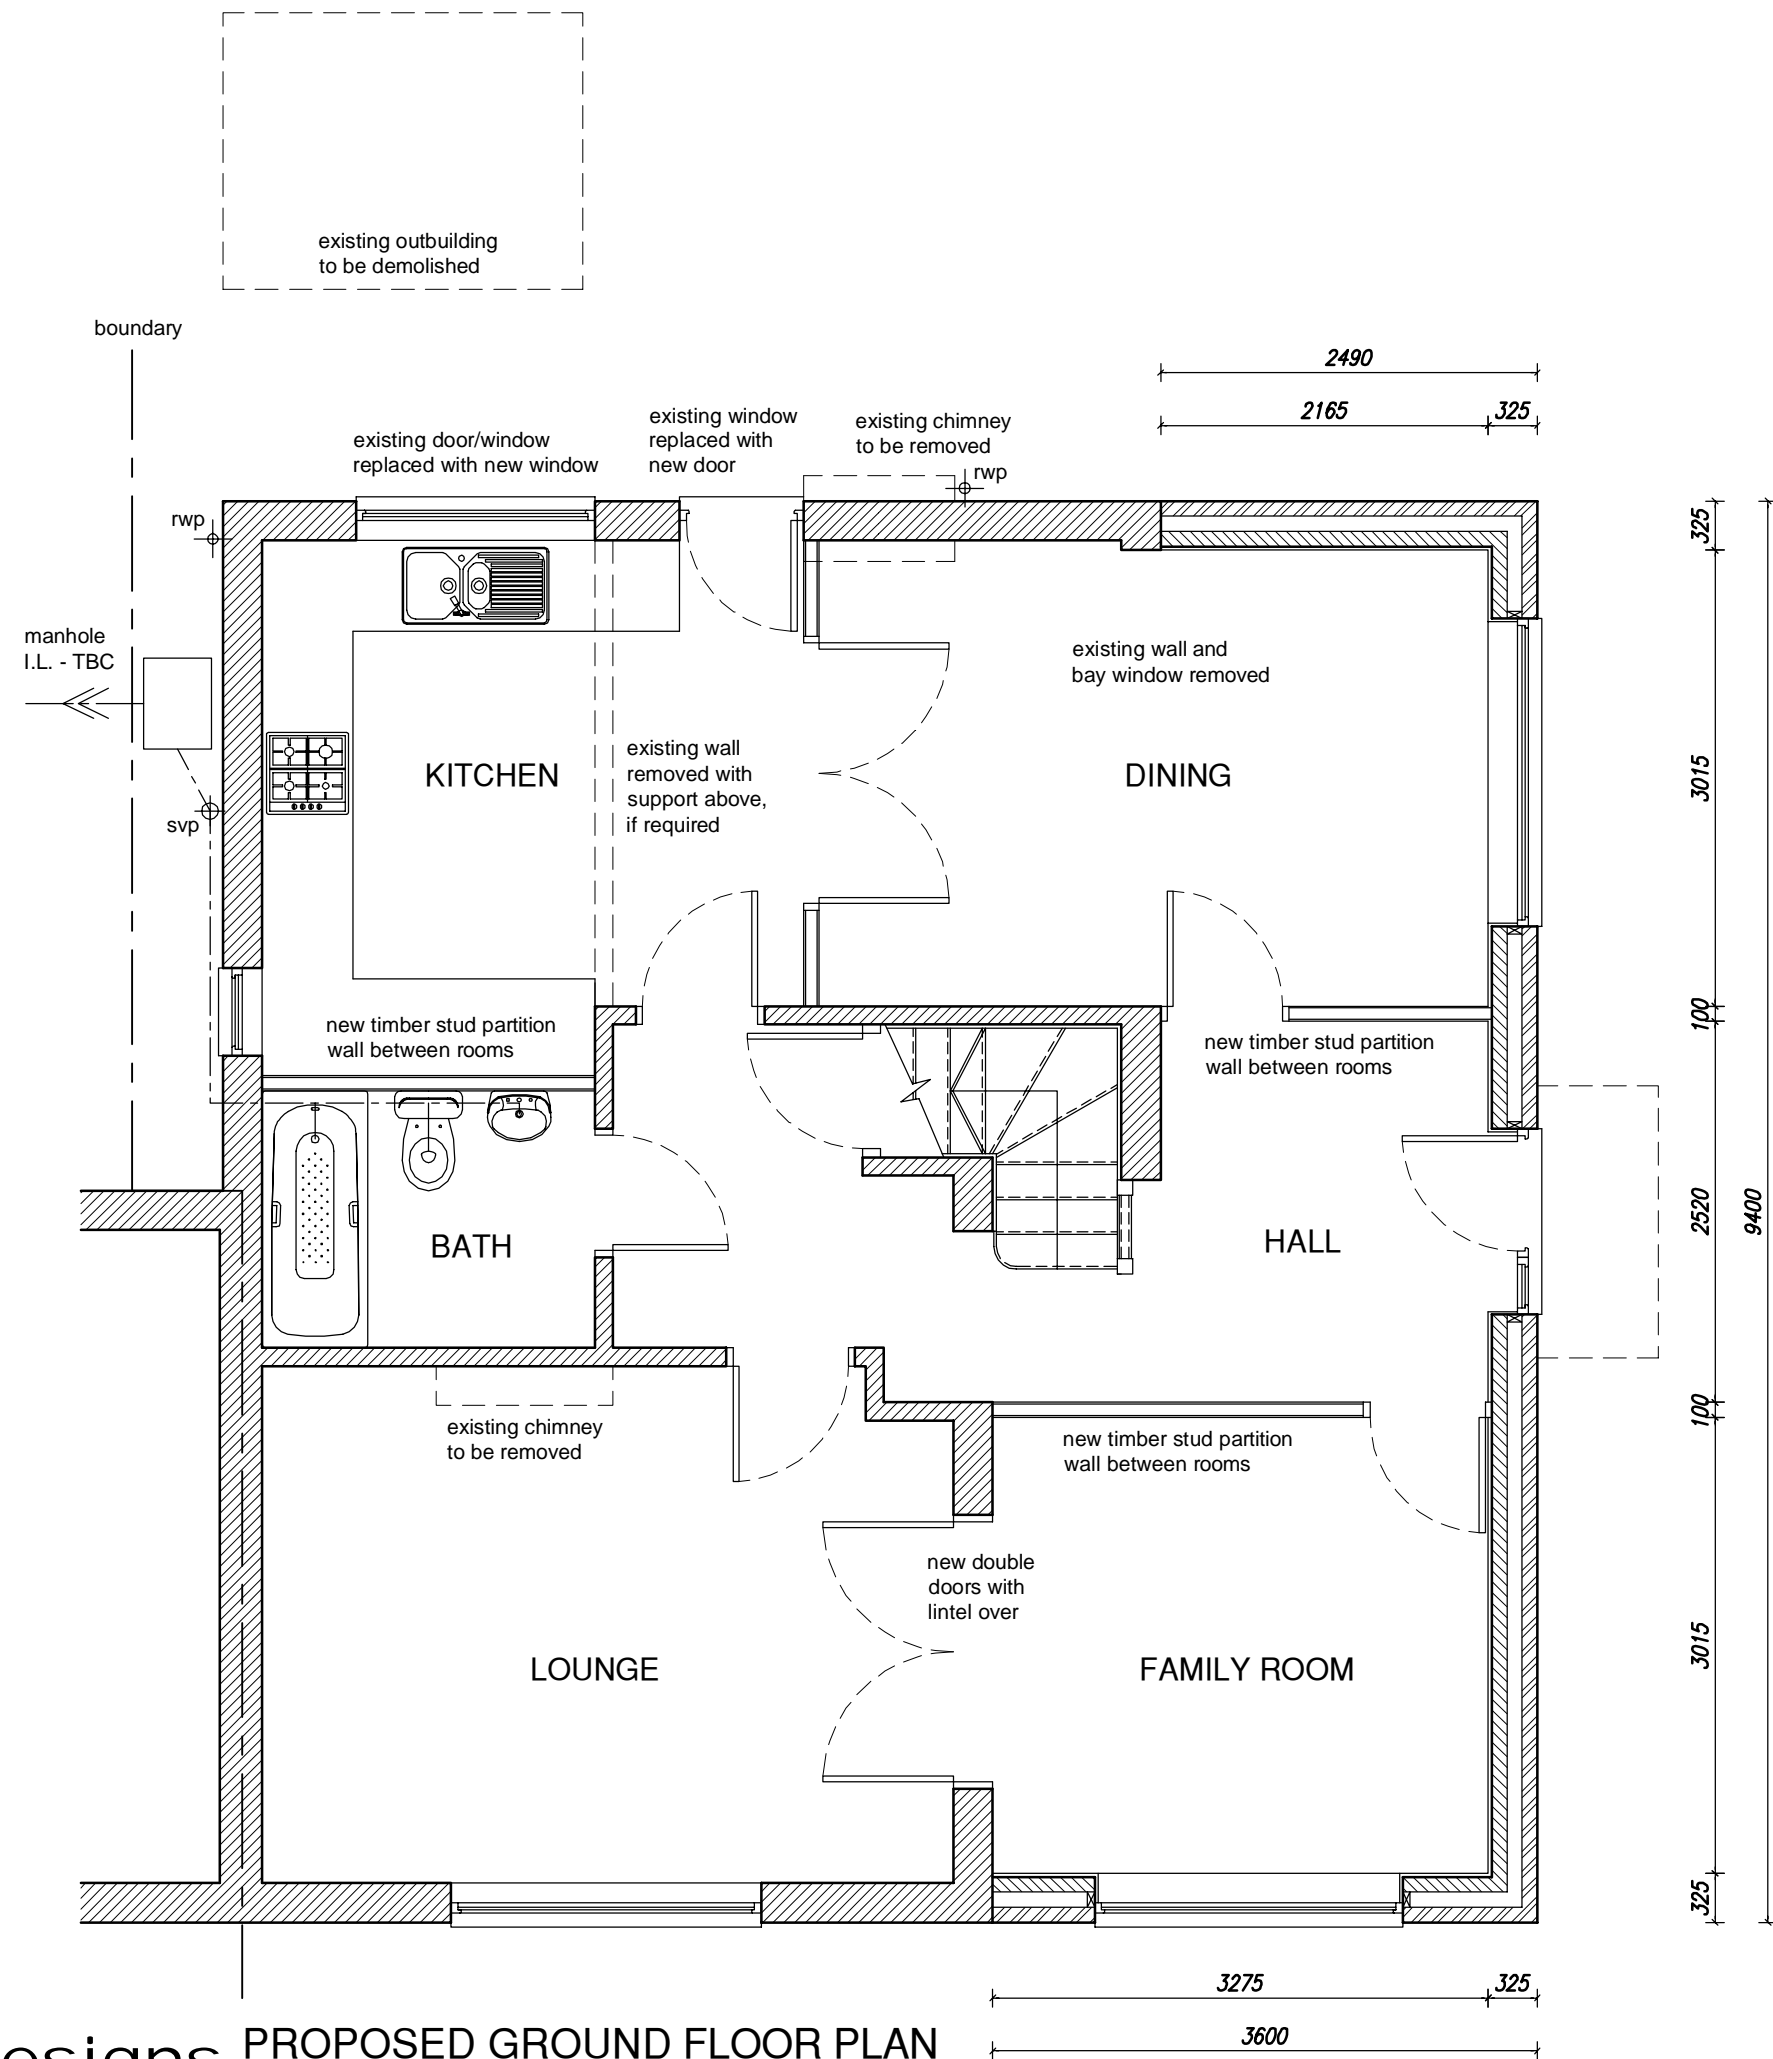 existing outbuilding
to be demolished
boundary
2490
2165
325
existing door/window
replaced with new window
existing window
replaced with
new door
existing chimney
to be removed
rwp
rwp
325
manhole
I.L. - TBC
svp
existing wall and
bay window removed
KITCHEN
existing wall
removed with
support above,
if required
DINING
3015
new timber stud partition
wall between rooms
new timber stud partition
wall between rooms
100
BATH
HALL
2520
9400
existing chimney
to be removed
new timber stud partition
wall between rooms
100
new double
doors with
lintel over
LOUNGE
FAMILY ROOM
3015
325
3275
325
3600
PROPOSED GROUND FLOOR PLAN